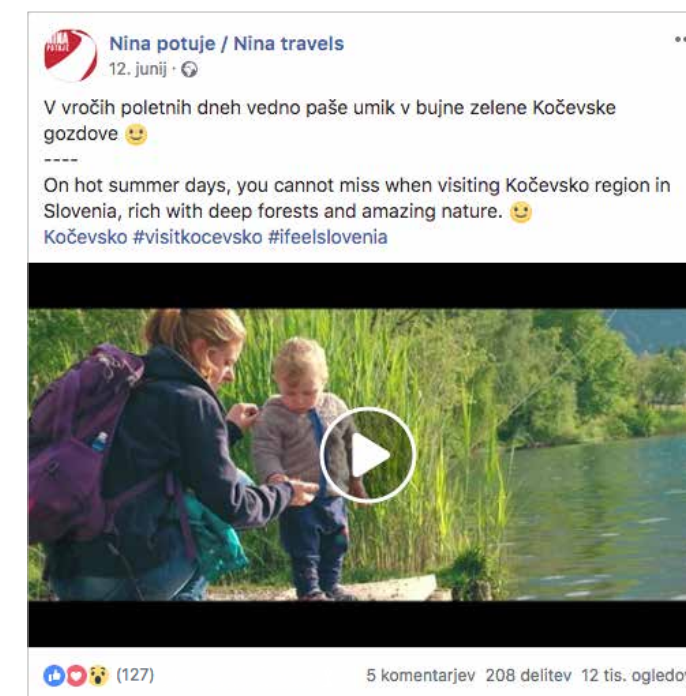 NINA
POTUJE
Nina potuje / Nina travels
12. junij ·
V vročih poletnih dneh vedno paše umik v bujne zelene Kočevske
gozdove 🙂
----
On hot summer days, you cannot miss when visiting Kočevsko region in
Slovenia, rich with deep forests and amazing nature. 🙂
Kočevsko #visitkocevsko #ifeelslovenia
(127)
5 komentarjev 208 delitev 12 tis. ogledov